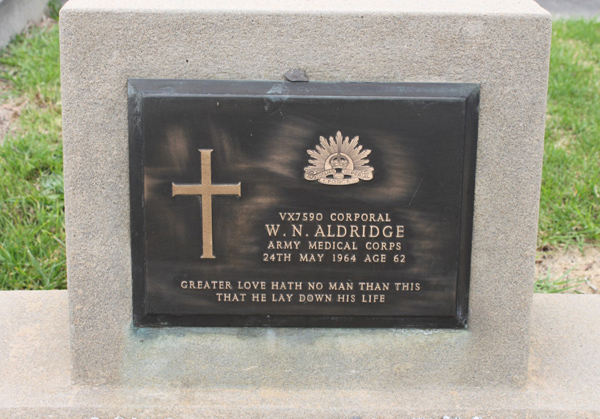 VX7590 CORPORAL
W. N. ALDRIDGE
ARMY MEDICAL CORPS
24TH MAY 1964 AGE 62
GREATER LOVE HATH NO MAN THAN THIS
THAT HE LAY DOWN HIS LIFE